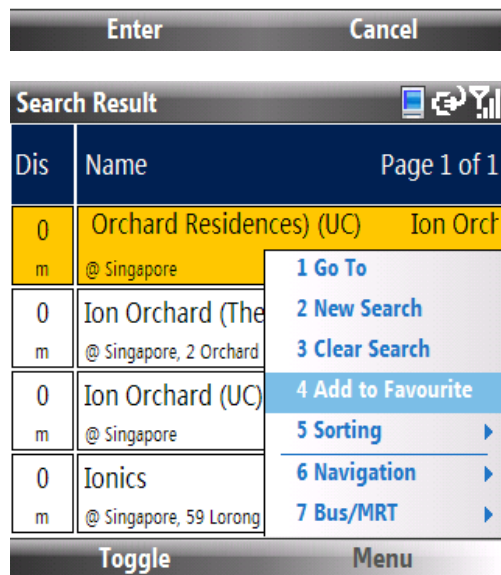 Enter Cancel
Search Result
Dis Name Page 1 of 1
0 Orchard Residences) (UC) Ion Orch
m @ Singapore
1 Go To
0 Ion Orchard (The
2 New Search
m @ Singapore, 2 Orchard
3 Clear Search
0 Ion Orchard (UC)
4 Add to Favourite
m @ Singapore
5 Sorting
0 Ionics
6 Navigation
m @ Singapore, 59 Lorong
7 Bus/MRT
Toggle Menu